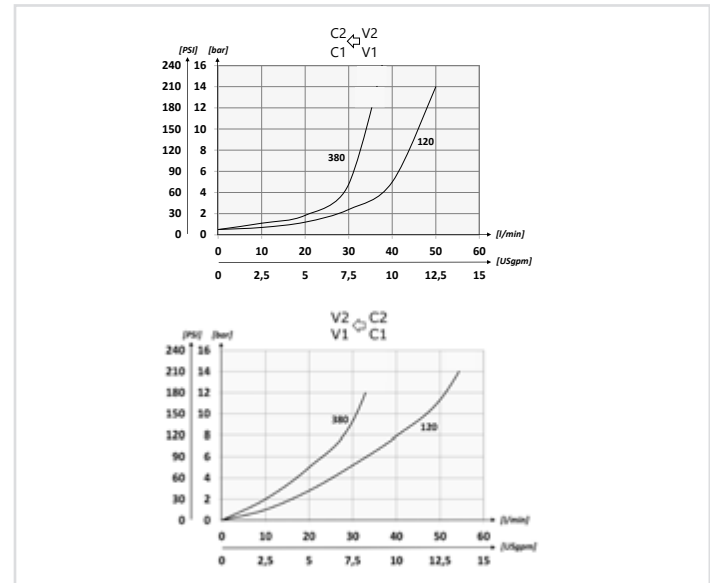 C2 V2
C1 V1
[PSI] [bar]
240 16
210 14
180 12
150 10
120 8
90 6
60 4
30 2
0 0
380
120
[l/min]
0 10 20 30 40 50 60
[USgpm]
0 2,5 5 7,5 10 12,5 15
V2 C2
V1 C1
[PSI] [bar]
240 16
210 14
180 12
150 10
120 8
90 6
60 4
30 2
0 0
380
120
[l/min]
0 10 20 30 40 50 60
[USgpm]
0 2,5 5 7,5 10 12,5 15